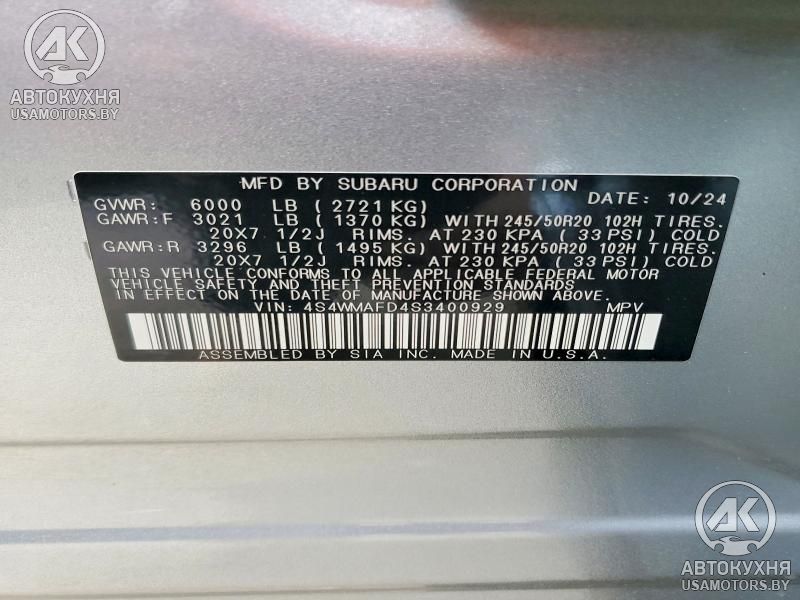 AK
АВТОКУХНЯ
USAMOTORS.BY
MFD BY SUBARU CORPORATION
DATE: 10/24
GVWR: 6000 LB ( 2721 KG)
GAWR:F 3021 LB ( 1370 KG) WITH 245/50R20 102H TIRES.
20X7 1/2J RIMS. AT 230 KPA ( 33 PSI) COLD
GAWR:R 3296 LB ( 1495 KG) WITH 245/50R20 102H TIRES.
20X7 1/2J RIMS. AT 230 KPA ( 33 PSI) COLD
THIS VEHICLE CONFORMS TO ALL APPLICABLE FEDERAL MOTOR
VEHICLE SAFETY AND THEFT PREVENTION STANDARDS
IN EFFECT ON THE DATE OF MANUFACTURE SHOWN ABOVE.
VIN: 4S4WMAFD4S3400929 MPV
ASSEMBLED BY SIA INC. MADE IN U.S.A.
AK
АВТОКУХНЯ
USAMOTORS.BY